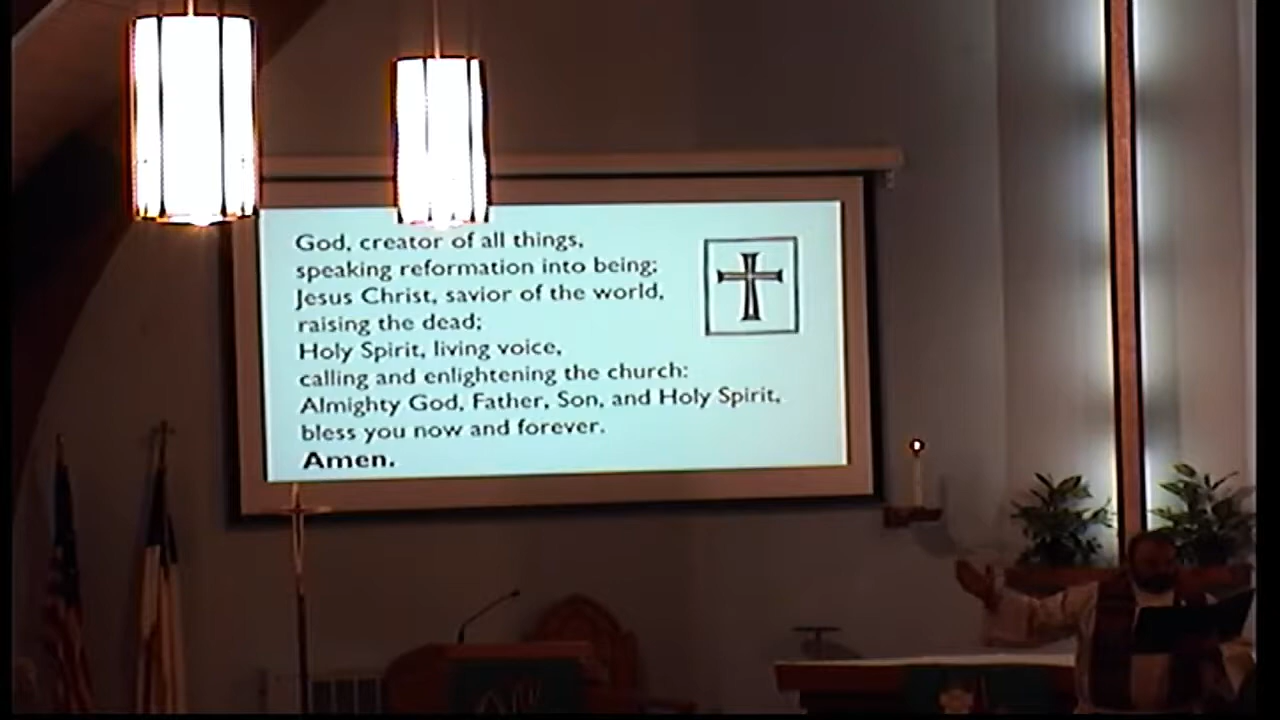 God, creator of all things,
speaking reformation into being;
Jesus Christ, savior of the world,
raising the dead;
Holy Spirit, living voice,
calling and enlightening the church:
Almighty God, Father, Son, and Holy Spirit,
bless you now and forever.
Amen.